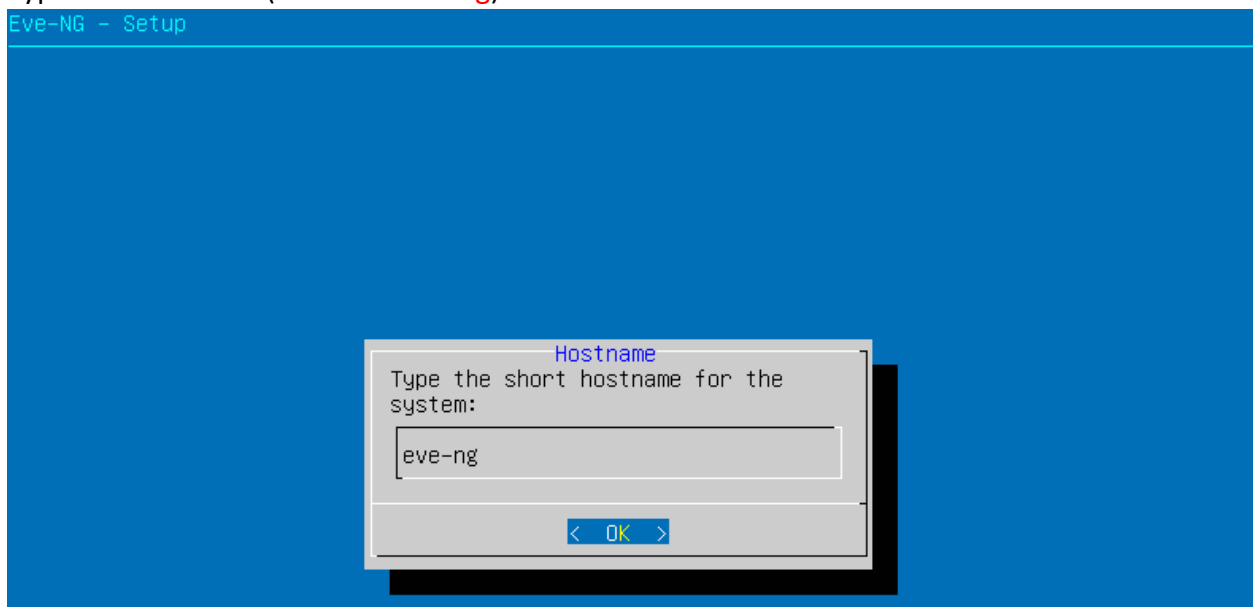 Eve-NG - Setup
Hostname
Type the short hostname for the
system:
eve-ng
< OK >